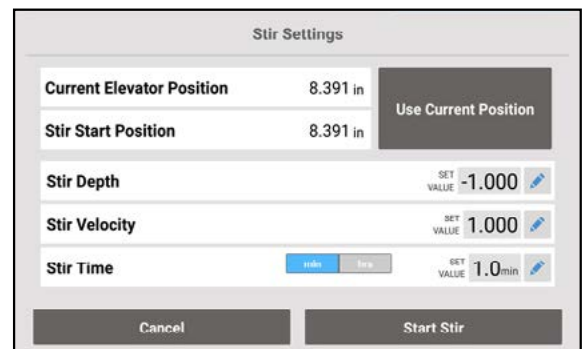 Stir Settings
Current Elevator Position 8.391 in
Use Current Position
Stir Start Position 8.391 in
Stir Depth SET VALUE -1.000
Stir Velocity SET VALUE 1.000
Stir Time min hrs SET VALUE 1.0min
Cancel Start Stir